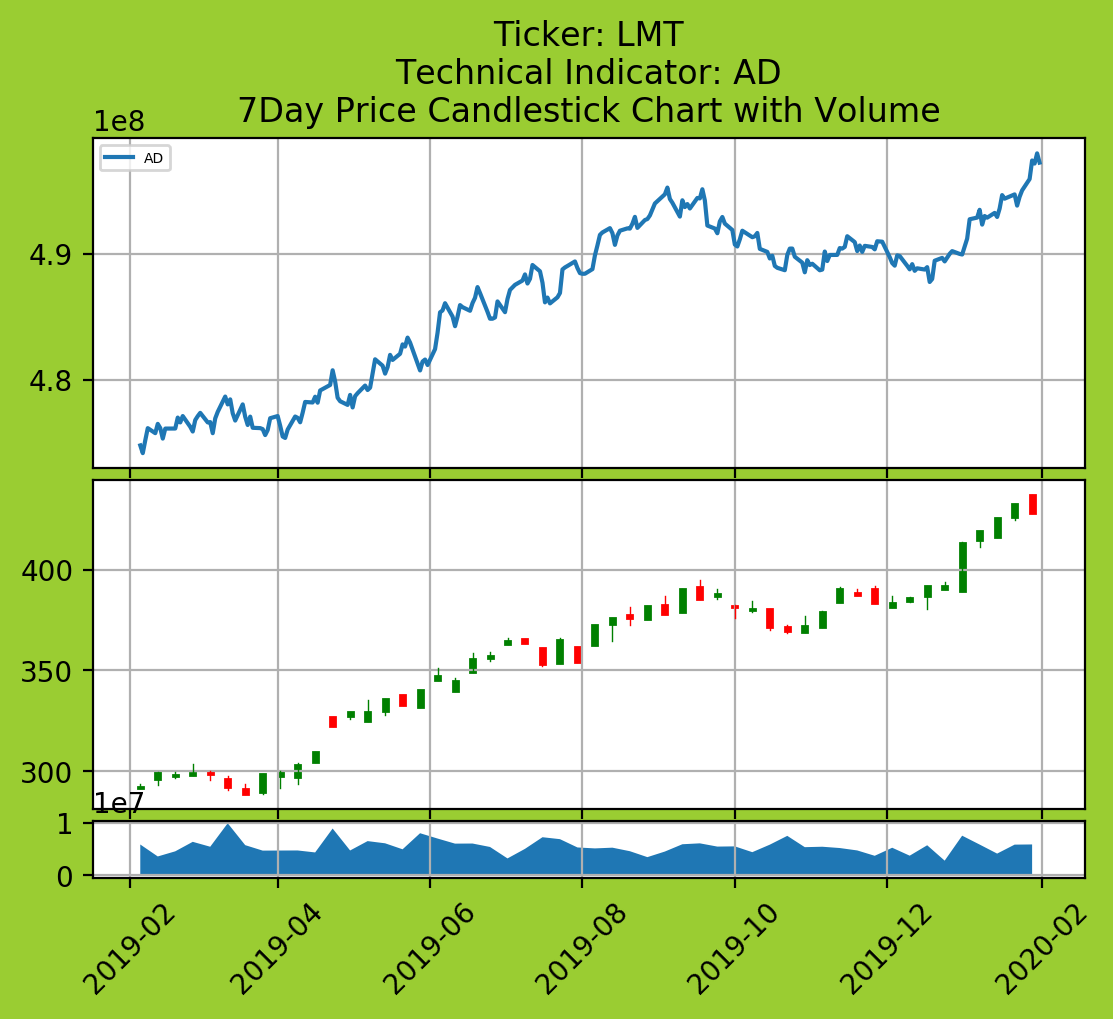 Ticker: LMT
Technical Indicator: AD
7Day Price Candlestick Chart with Volume
1e8
AD
4.9
4.8
400
350
300
1e7
1
0
2019-02
2019-04
2019-06
2019-08
2019-10
2019-12
2020-02